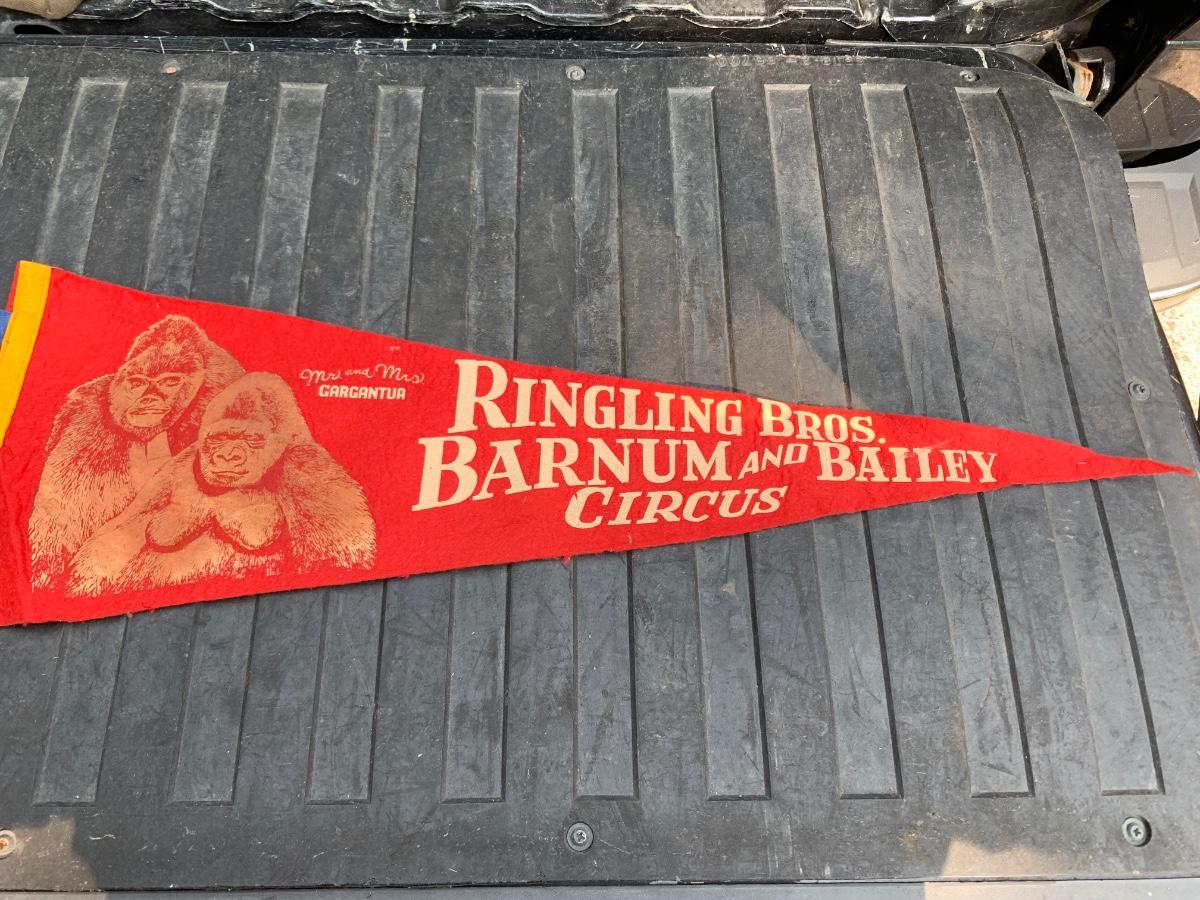 Mr. and Mrs.
GARGANTUA
RINGLING BROS.
BARNUM AND BAILEY
CIRCUS